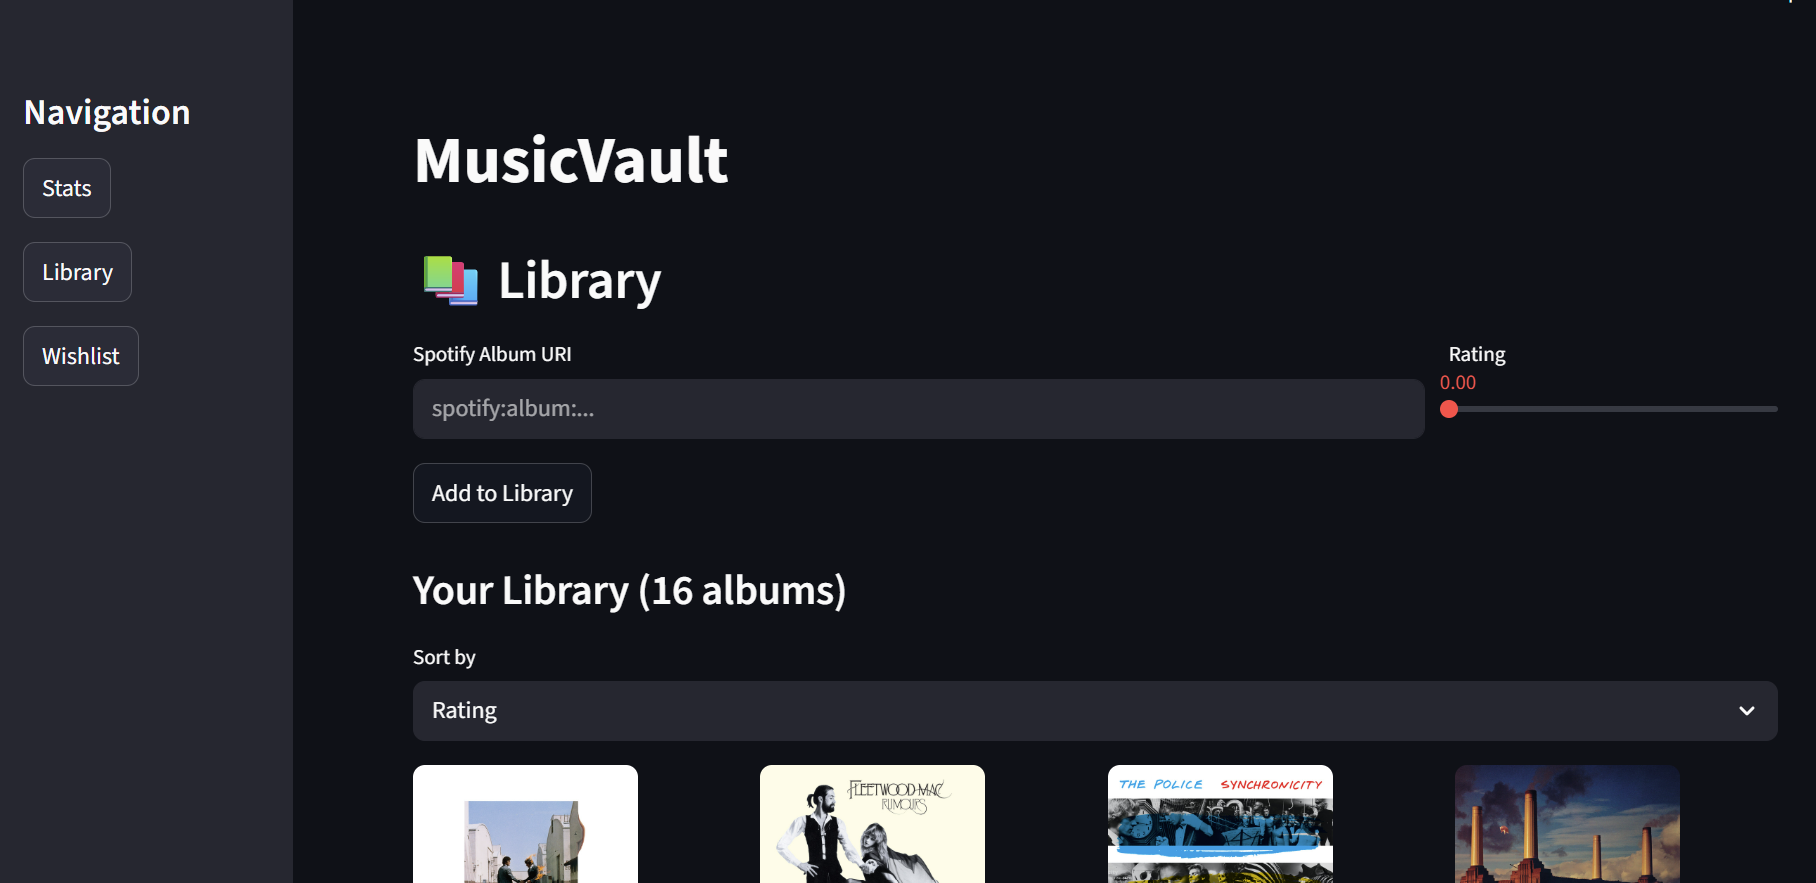 Navigation
Stats
Library
Wishlist
MusicVault
Library
Spotify Album URI
Rating
0.00
spotify:album:...
Add to Library
Your Library (16 albums)
Sort by
Rating
FLEETWOOD MAC
RUMOURS
THE POLICE SYNCHRONICITY